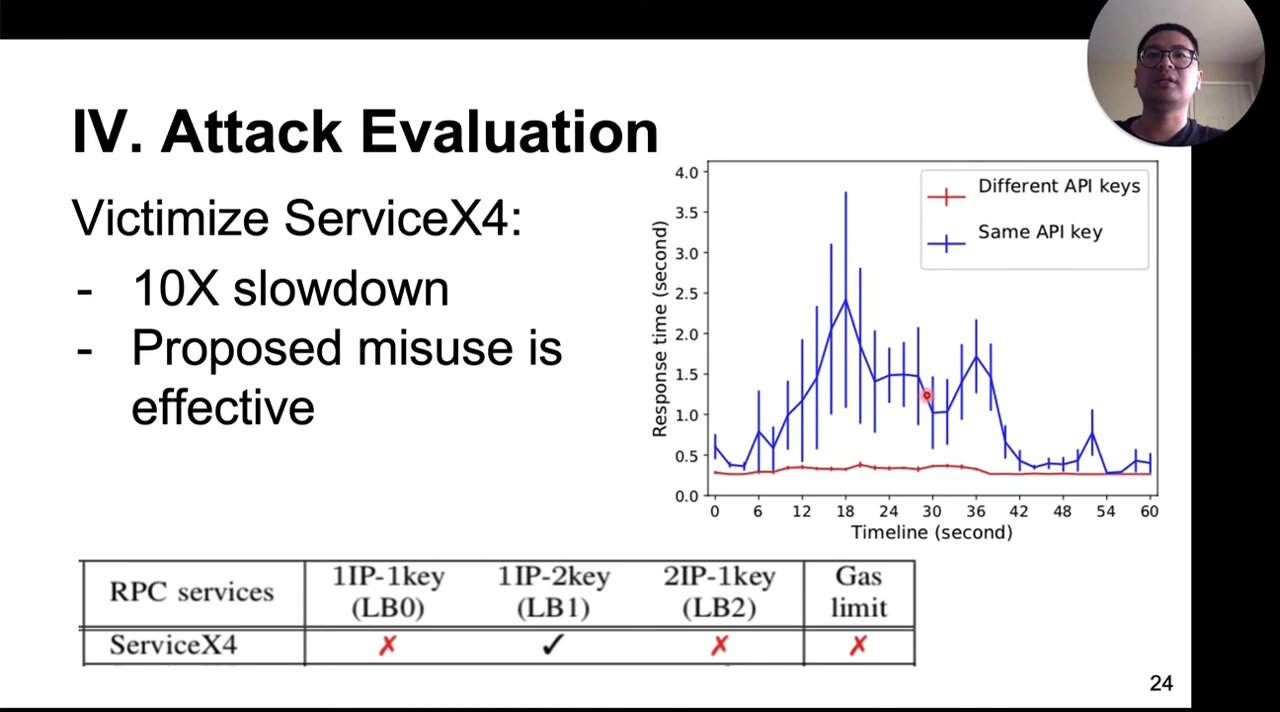 IV. Attack Evaluation
Victimize ServiceX4:
- 10X slowdown
- Proposed misuse is
effective
Different API keys
Same API key
Response time (second)
4.0
3.5
3.0
2.5
2.0
1.5
1.0
0.5
0.0
0 6 12 18 24 30 36 42 48 54 60
Timeline (second)
RPC services 1IP-1key 1IP-2key 2IP-1key Gas
(LB0) (LB1) (LB2) limit
ServiceX4 ✗ ✓ ✗ ✗
24